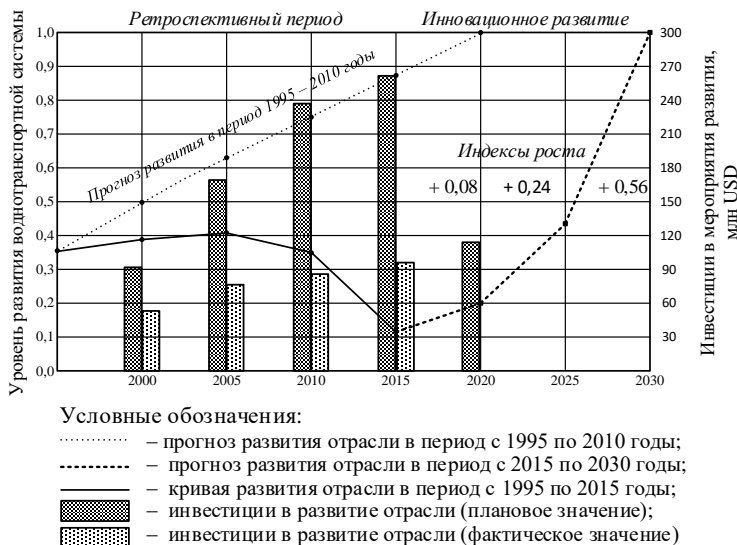 Ретроспективный период
Инновационное развитие
Уровень развития воднотранспортной системы
1,0
0,9
0,8
0,7
0,6
0,5
0,4
0,3
0,2
0,1
0,0
Прогноз развития в период 1995 – 2010 годы
Индексы роста
+ 0,08 + 0,24 + 0,56
300
270
240
210
180
150
120
90
60
30
Инвестиции в мероприятия развития,
млн USD
2000 2005 2010 2015 2020 2025 2030
Условные обозначения:
– прогноз развития отрасли в период с 1995 по 2010 годы;
– прогноз развития отрасли в период с 2015 по 2030 годы;
– кривая развития отрасли в период с 1995 по 2015 годы;
– инвестиции в развитие отрасли (плановое значение);
– инвестиции в развитие отрасли (фактическое значение)